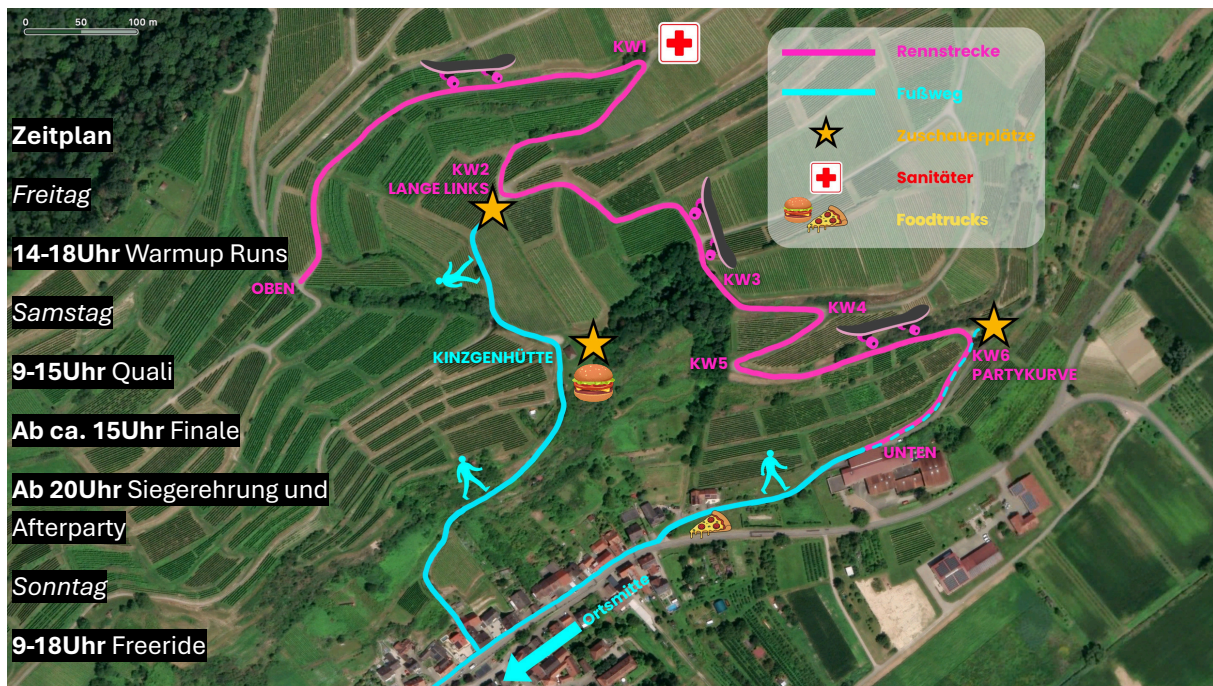 0 50 100 m
Zeitplan
Freitag
14-18Uhr Warmup Runs
Samstag
9-15Uhr Quali
Ab ca. 15Uhr Finale
Ab 20Uhr Siegerehrung und
Afterparty
Sonntag
9-18Uhr Freeride
KW1
KW2
LANGE LINKS
OBEN
KW3
KW4
KINZGENHÜTTE
KW5
KW6
PARTYKURVE
UNTEN
Ortsmitte
Rennstrecke
Fußweg
Zuschauerplätze
Sanitäter
Foodtrucks